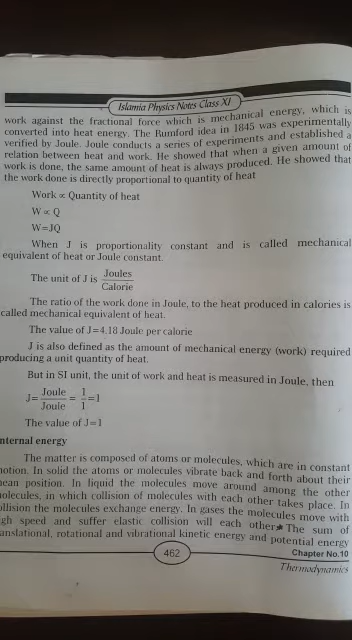 Islamia Physics Notes Class XI
work against the fractional force which is mechanical energy, which is
converted into heat energy. The Rumford idea in 1845 was experimentally
verified by Joule. Joule conducts a series of experiments and established a
relation between heat and work. He showed that when a given amount of
work is done, the same amount of heat is always produced. He showed that
the work done is directly proportional to quantity of heat
Work ∝ Quantity of heat
W ∝ Q
W=JQ
When J is proportionality constant and is called mechanical
equivalent of heat or Joule constant.
The unit of J is Joules/Calorie
The ratio of the work done in Joule, to the heat produced in calories is
called mechanical equivalent of heat.
The value of J=4.18 Joule per calorie
J is also defined as the amount of mechanical energy (work) required
producing a unit quantity of heat.
But in SI unit, the unit of work and heat is measured in Joule, then
J= Joule/Joule = 1/1 =1
The value of J=1
nternal energy
The matter is composed of atoms or molecules, which are in constant
notion. In solid the atoms or molecules vibrate back and forth about their
ean position. In liquid the molecules move around among the other
olecules, in which collision of molecules with each other takes place. In
ollision the molecules exchange energy. In gases the molecules move with
gh speed and suffer elastic collision will each other. The sum of
anslational, rotational and vibrational kinetic energy and potential energy
462
Chapter No.10
Thermodynamics